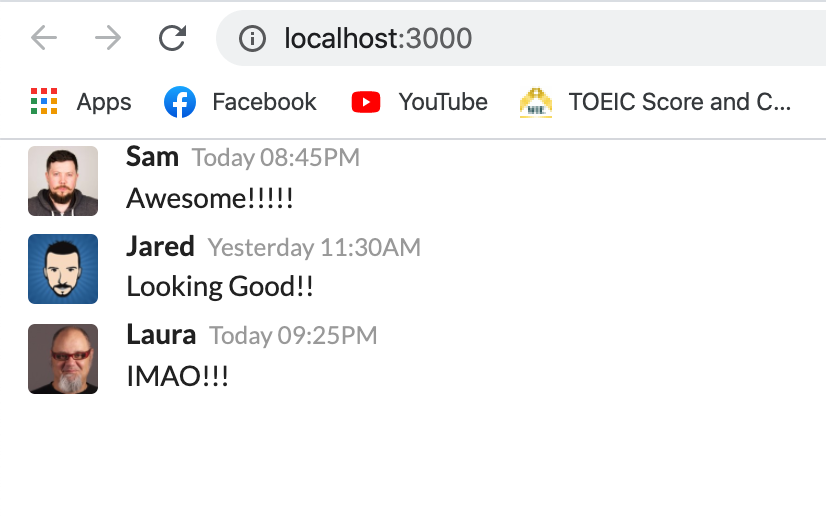 localhost:3000
Apps Facebook YouTube TOEIC Score and C...
Sam Today 08:45PM
Awesome!!!!!
Jared Yesterday 11:30AM
Looking Good!!
Laura Today 09:25PM
IMAO!!!